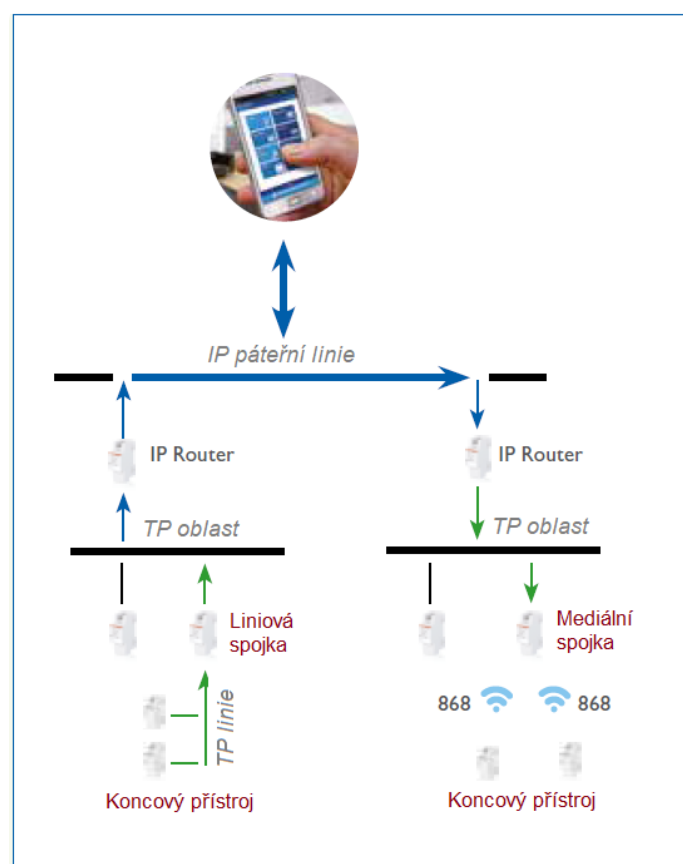 IP páteřní linie
IP Router
IP Router
TP oblast
TP oblast
Liniová
spojka
Mediální
spojka
TP linie
868
868
Koncový přístroj
Koncový přístroj